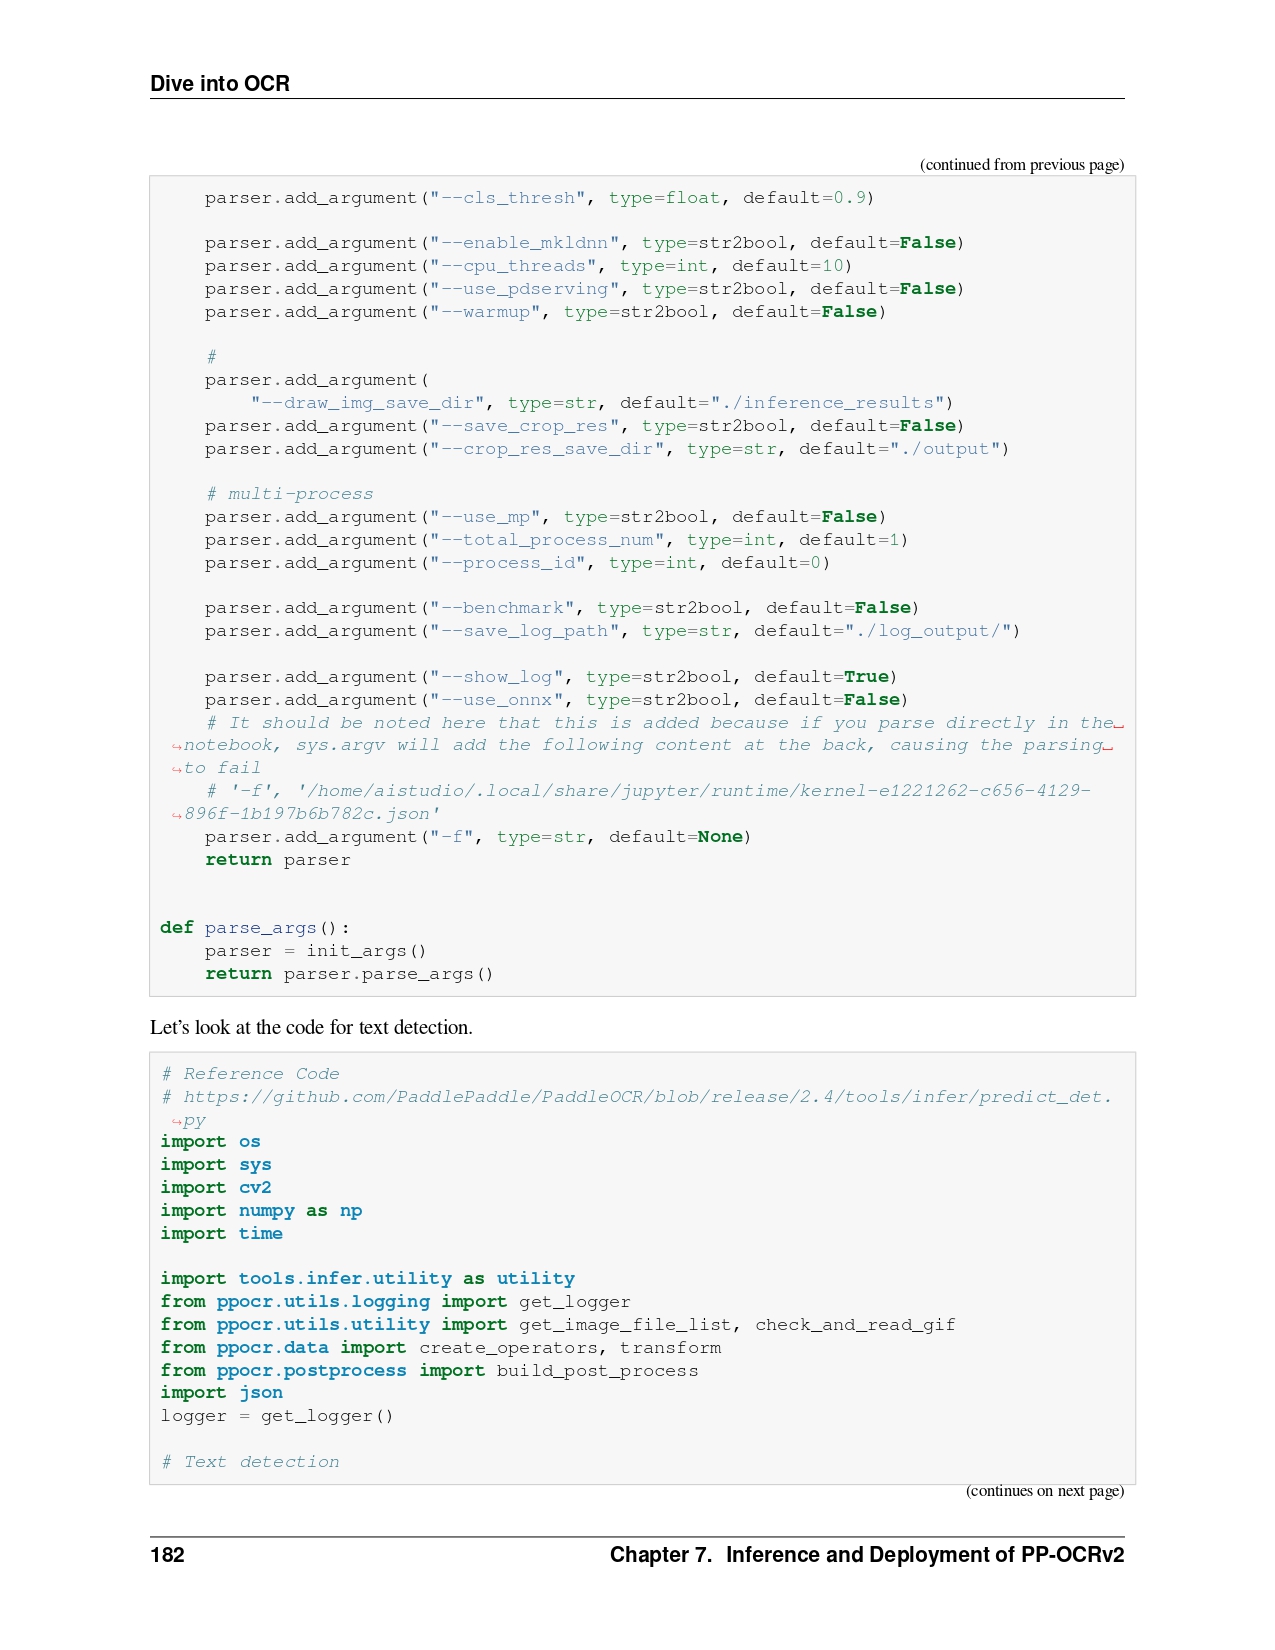 Dive into OCR
(continued from previous page)
    parser.add_argument("--cls_thresh", type=float, default=0.9)

    parser.add_argument("--enable_mkldnn", type=str2bool, default=False)
    parser.add_argument("--cpu_threads", type=int, default=10)
    parser.add_argument("--use_pdserving", type=str2bool, default=False)
    parser.add_argument("--warmup", type=str2bool, default=False)

    #
    parser.add_argument(
        "--draw_img_save_dir", type=str, default="./inference_results")
    parser.add_argument("--save_crop_res", type=str2bool, default=False)
    parser.add_argument("--crop_res_save_dir", type=str, default="./output")

    # multi-process
    parser.add_argument("--use_mp", type=str2bool, default=False)
    parser.add_argument("--total_process_num", type=int, default=1)
    parser.add_argument("--process_id", type=int, default=0)

    parser.add_argument("--benchmark", type=str2bool, default=False)
    parser.add_argument("--save_log_path", type=str, default="./log_output/")

    parser.add_argument("--show_log", type=str2bool, default=True)
    parser.add_argument("--use_onnx", type=str2bool, default=False)
    # It should be noted here that this is added because if you parse directly in the␣
↪notebook, sys.argv will add the following content at the back, causing the parsing␣
↪to fail
    # '-f', '/home/aistudio/.local/share/jupyter/runtime/kernel-e1221262-c656-4129-
↪896f-1b197b6b782c.json'
    parser.add_argument("-f", type=str, default=None)
    return parser


def parse_args():
    parser = init_args()
    return parser.parse_args()
Let's look at the code for text detection.
# Reference Code
# https://github.com/PaddlePaddle/PaddleOCR/blob/release/2.4/tools/infer/predict_det.
↪py
import os
import sys
import cv2
import numpy as np
import time

import tools.infer.utility as utility
from ppocr.utils.logging import get_logger
from ppocr.utils.utility import get_image_file_list, check_and_read_gif
from ppocr.data import create_operators, transform
from ppocr.postprocess import build_post_process
import json
logger = get_logger()

# Text detection
(continues on next page)
182 Chapter 7. Inference and Deployment of PP-OCRv2